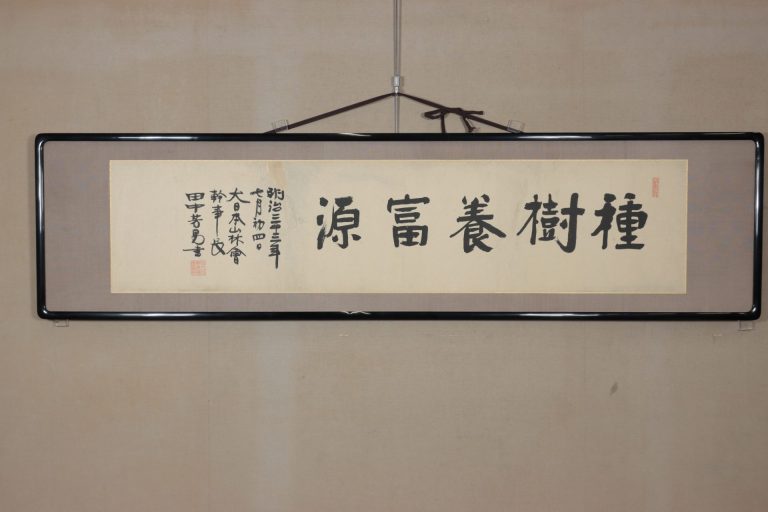 種樹養富源
明治三十三年
七月初四日
大日本山林會
幹事長
田中芳男書